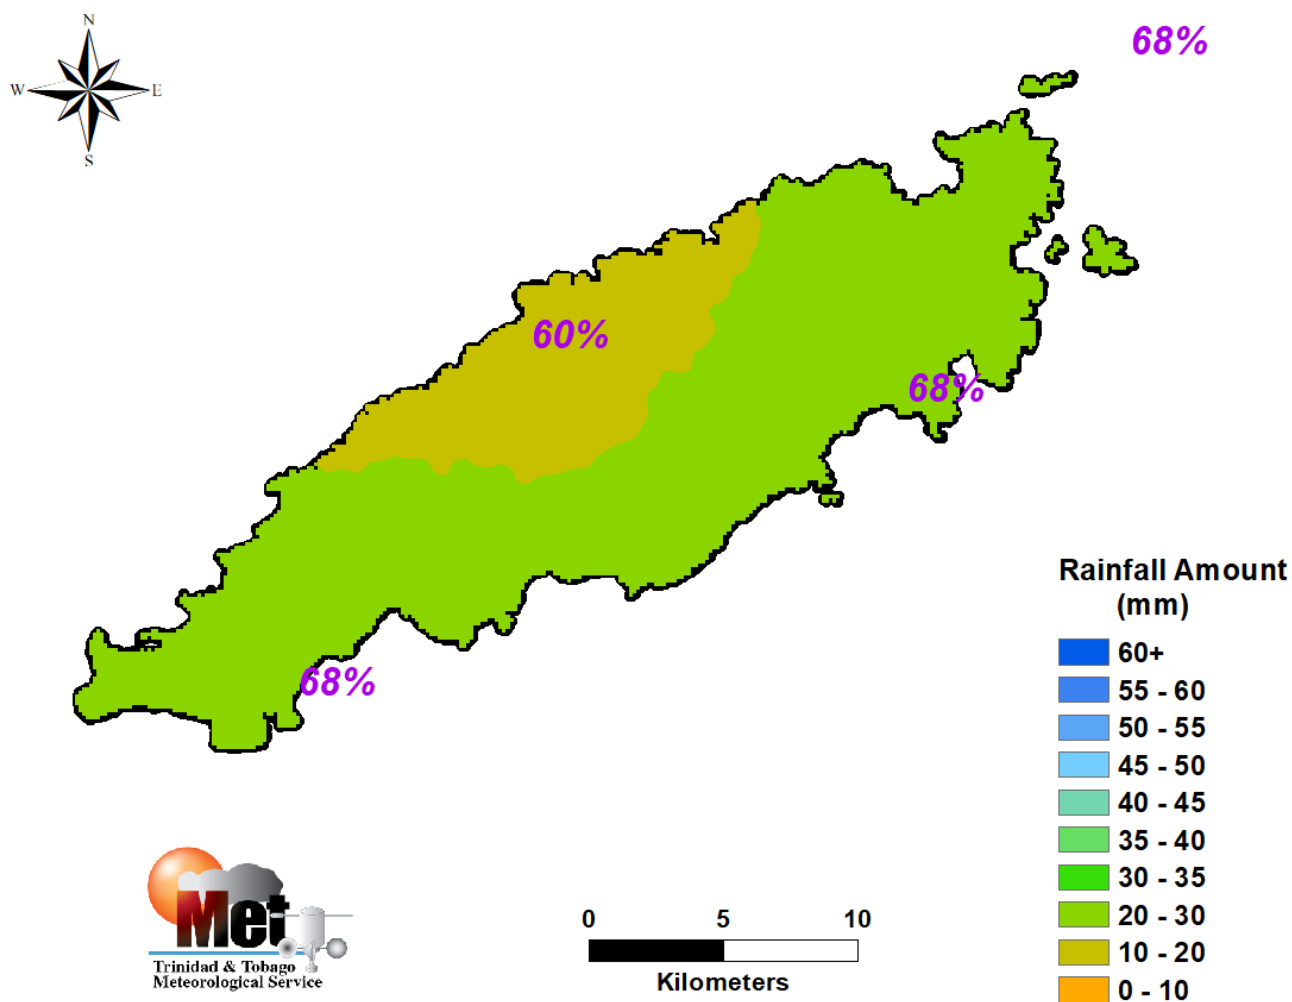 N
W E
S
68%
60%
68%
68%
Rainfall Amount
(mm)
60+
55 - 60
50 - 55
45 - 50
40 - 45
35 - 40
30 - 35
20 - 30
10 - 20
0 - 10
0 5 10
Kilometers
Met
Trinidad & Tobago
Meteorological Service